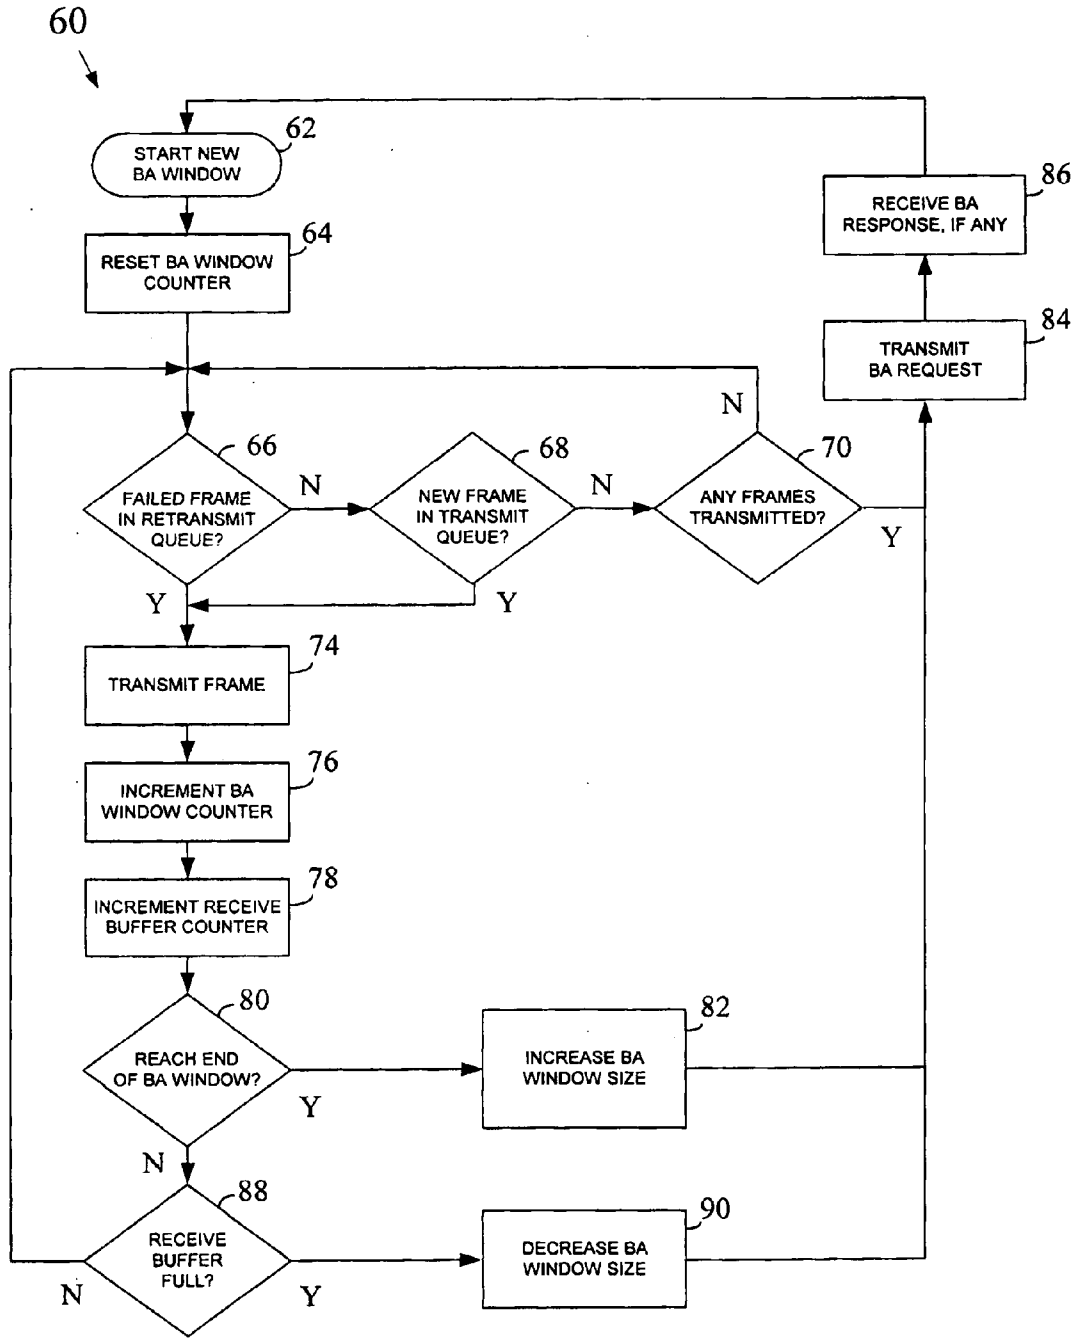 60
62
START NEW
BA WINDOW
86
RECEIVE BA
RESPONSE, IF ANY
64
RESET BA WINDOW
COUNTER
84
TRANSMIT
BA REQUEST
N
66
FAILED FRAME
IN RETRANSMIT
QUEUE?
N
68
NEW FRAME
IN TRANSMIT
QUEUE?
N
70
ANY FRAMES
TRANSMITTED?
Y
Y
Y
74
TRANSMIT FRAME
76
INCREMENT BA
WINDOW COUNTER
78
INCREMENT RECEIVE
BUFFER COUNTER
80
REACH END
OF BA WINDOW?
Y
82
INCREASE BA
WINDOW SIZE
N
88
RECEIVE
BUFFER
FULL?
N
Y
90
DECREASE BA
WINDOW SIZE